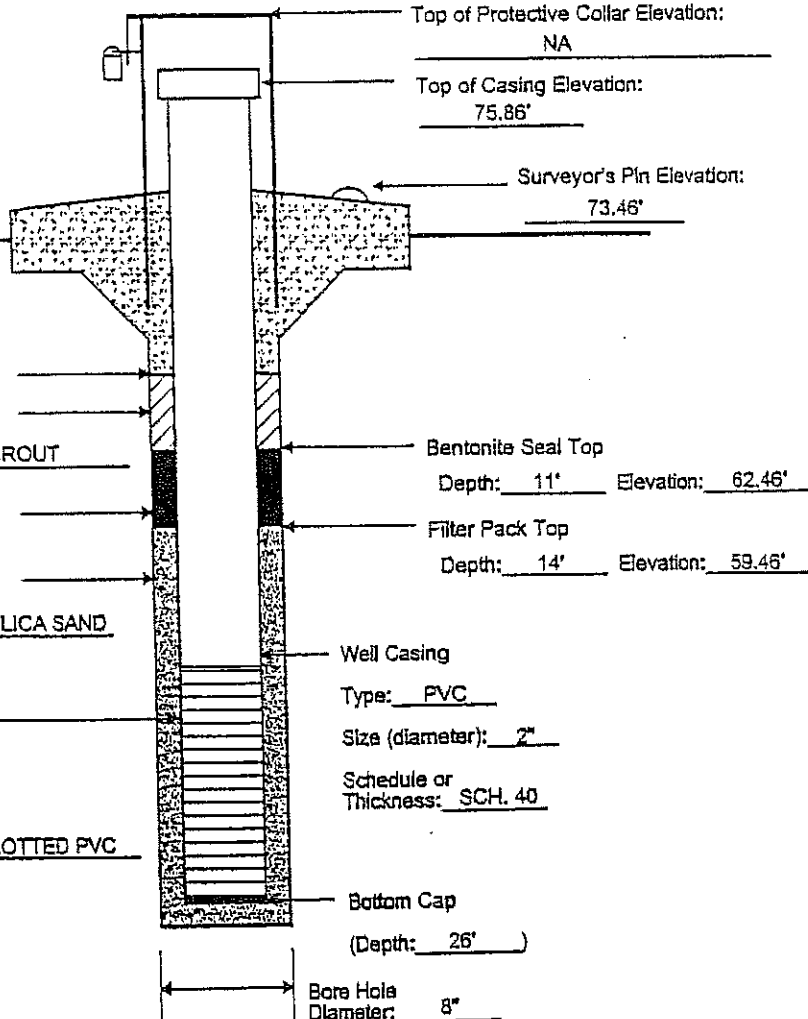 Top of Protective Collar Elevation:
NA
Top of Casing Elevation:
75.86'
Surveyor's Pin Elevation:
73.46'
ROUT
Bentonite Seal Top
Depth: 11' Elevation: 62.46'
Filter Pack Top
Depth: 14' Elevation: 59.46'
LICA SAND
Well Casing
Type: PVC
Size (diameter): 2"
Schedule or
Thickness: SCH. 40
OTTED PVC
Bottom Cap
(Depth: 26' )
Bore Hole
Diameter: 8"